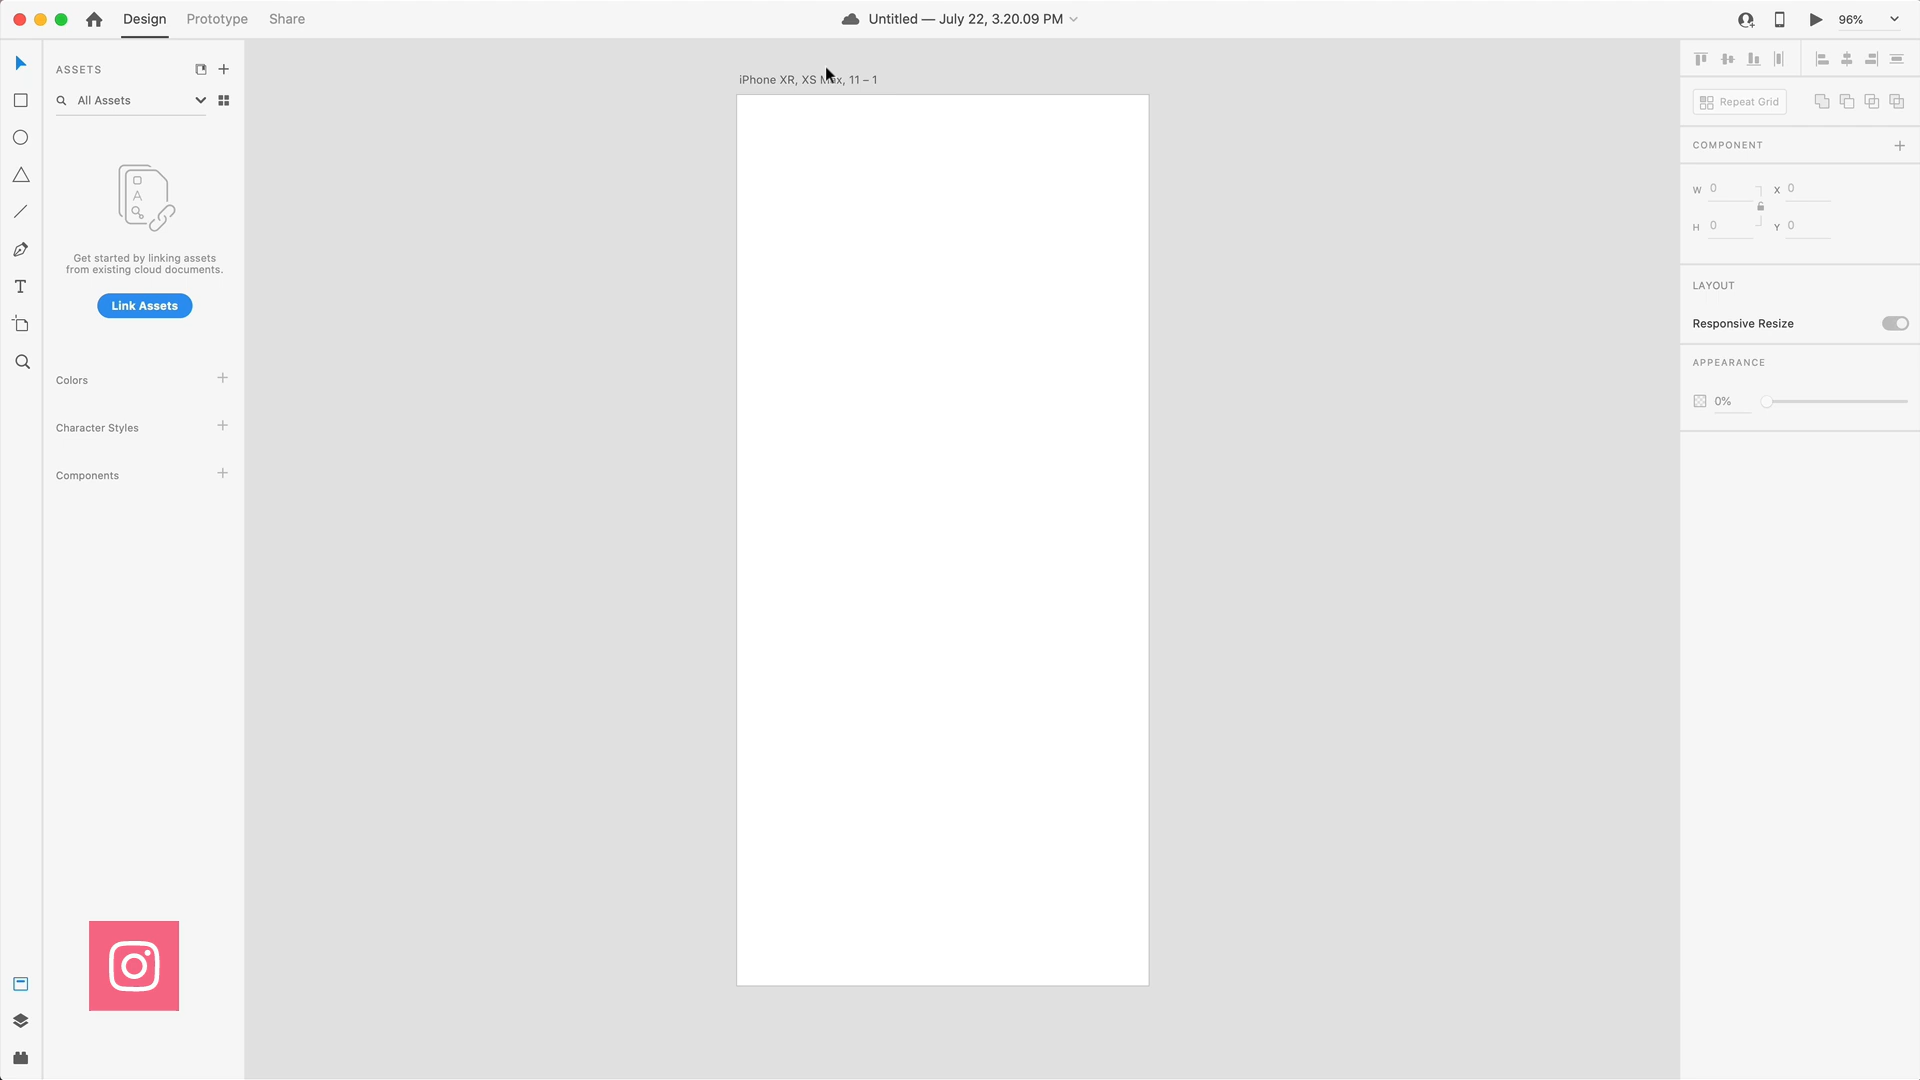 Design
Prototype
Share
Untitled — July 22, 3.20.09 PM
96%
ASSETS
All Assets
A
Get started by linking assets
from existing cloud documents.
Link Assets
Colors
Character Styles
Components
T
iPhone XR, XS Max, 11 – 1
Repeat Grid
COMPONENT
W 0
X 0
H 0
Y 0
LAYOUT
Responsive Resize
APPEARANCE
0%